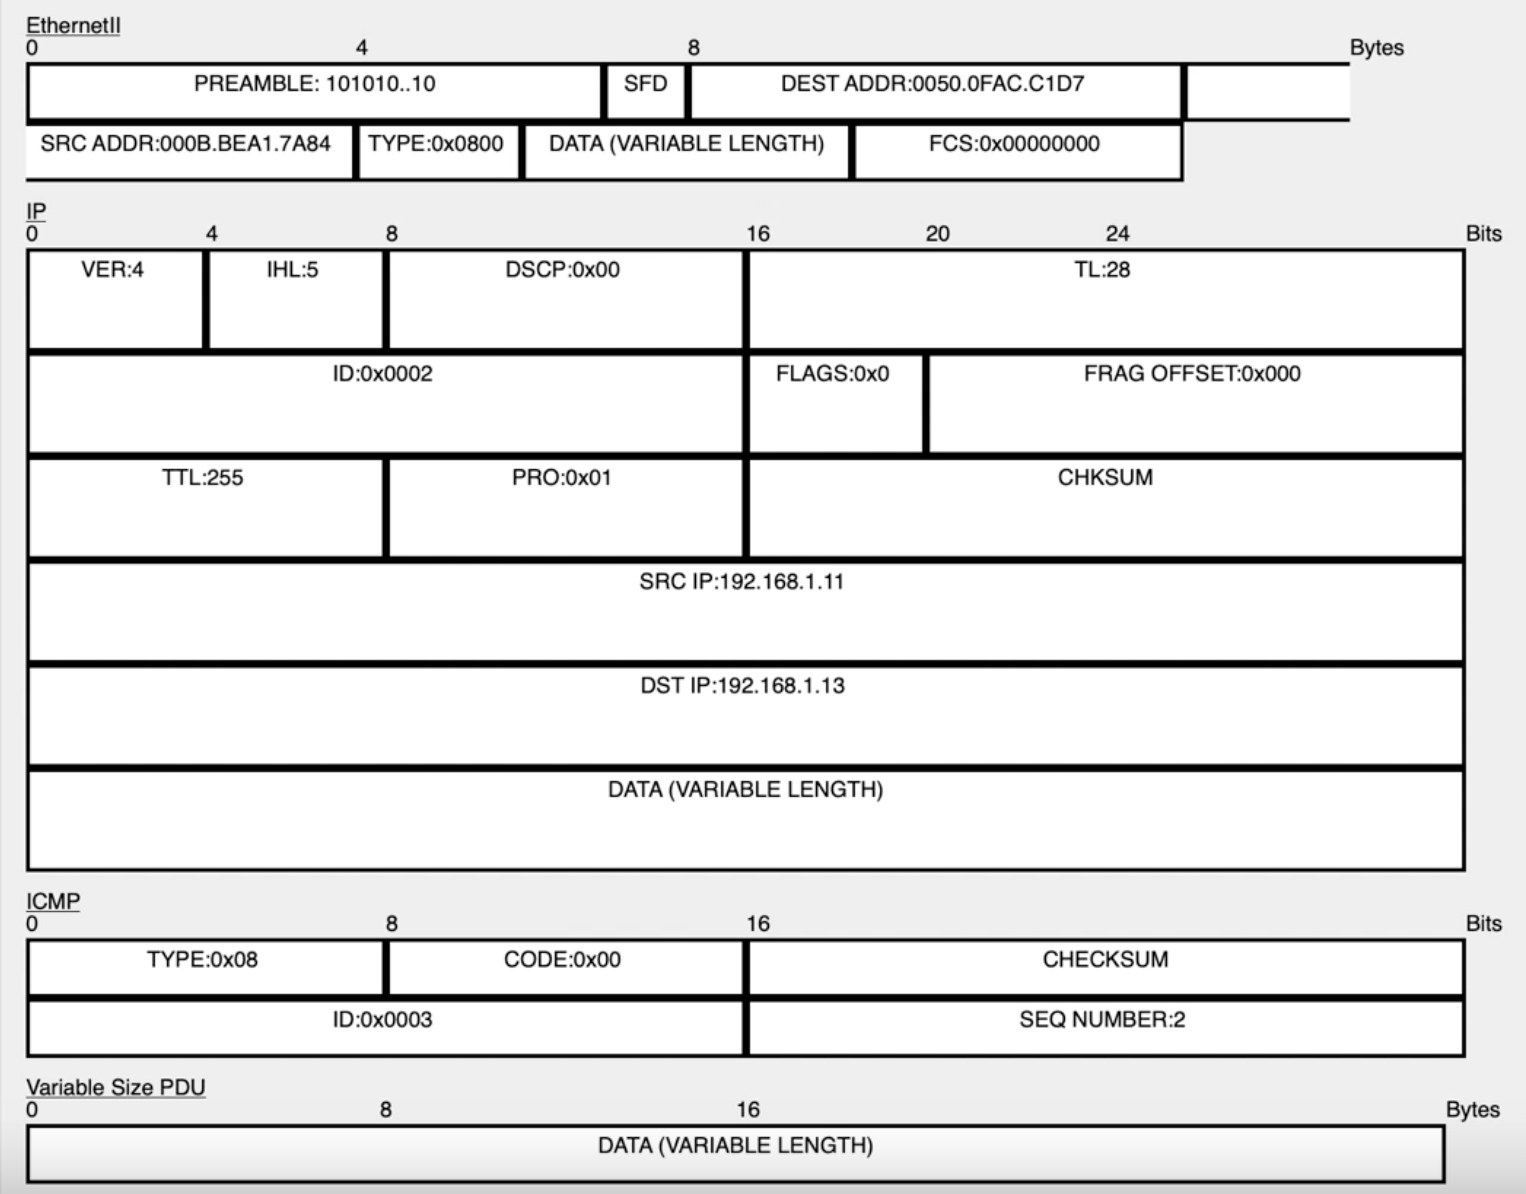 EthernetII
0 4 8 Bytes
PREAMBLE: 101010..10 SFD DEST ADDR:0050.0FAC.C1D7
SRC ADDR:000B.BEA1.7A84 TYPE:0x0800 DATA (VARIABLE LENGTH) FCS:0x00000000
IP
0 4 8 16 20 24 Bits
VER:4 IHL:5 DSCP:0x00 TL:28
ID:0x0002 FLAGS:0x0 FRAG OFFSET:0x000
TTL:255 PRO:0x01 CHKSUM
SRC IP:192.168.1.11
DST IP:192.168.1.13
DATA (VARIABLE LENGTH)
ICMP
0 8 16 Bits
TYPE:0x08 CODE:0x00 CHECKSUM
ID:0x0003 SEQ NUMBER:2
Variable Size PDU
0 8 16 Bytes
DATA (VARIABLE LENGTH)